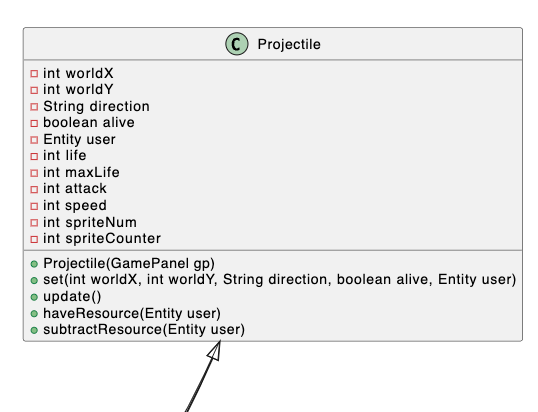 C Projectile
int worldX
int worldY
String direction
boolean alive
Entity user
int life
int maxLife
int attack
int speed
int spriteNum
int spriteCounter
Projectile(GamePanel gp)
set(int worldX, int worldY, String direction, boolean alive, Entity user)
update()
haveResource(Entity user)
subtractResource(Entity user)